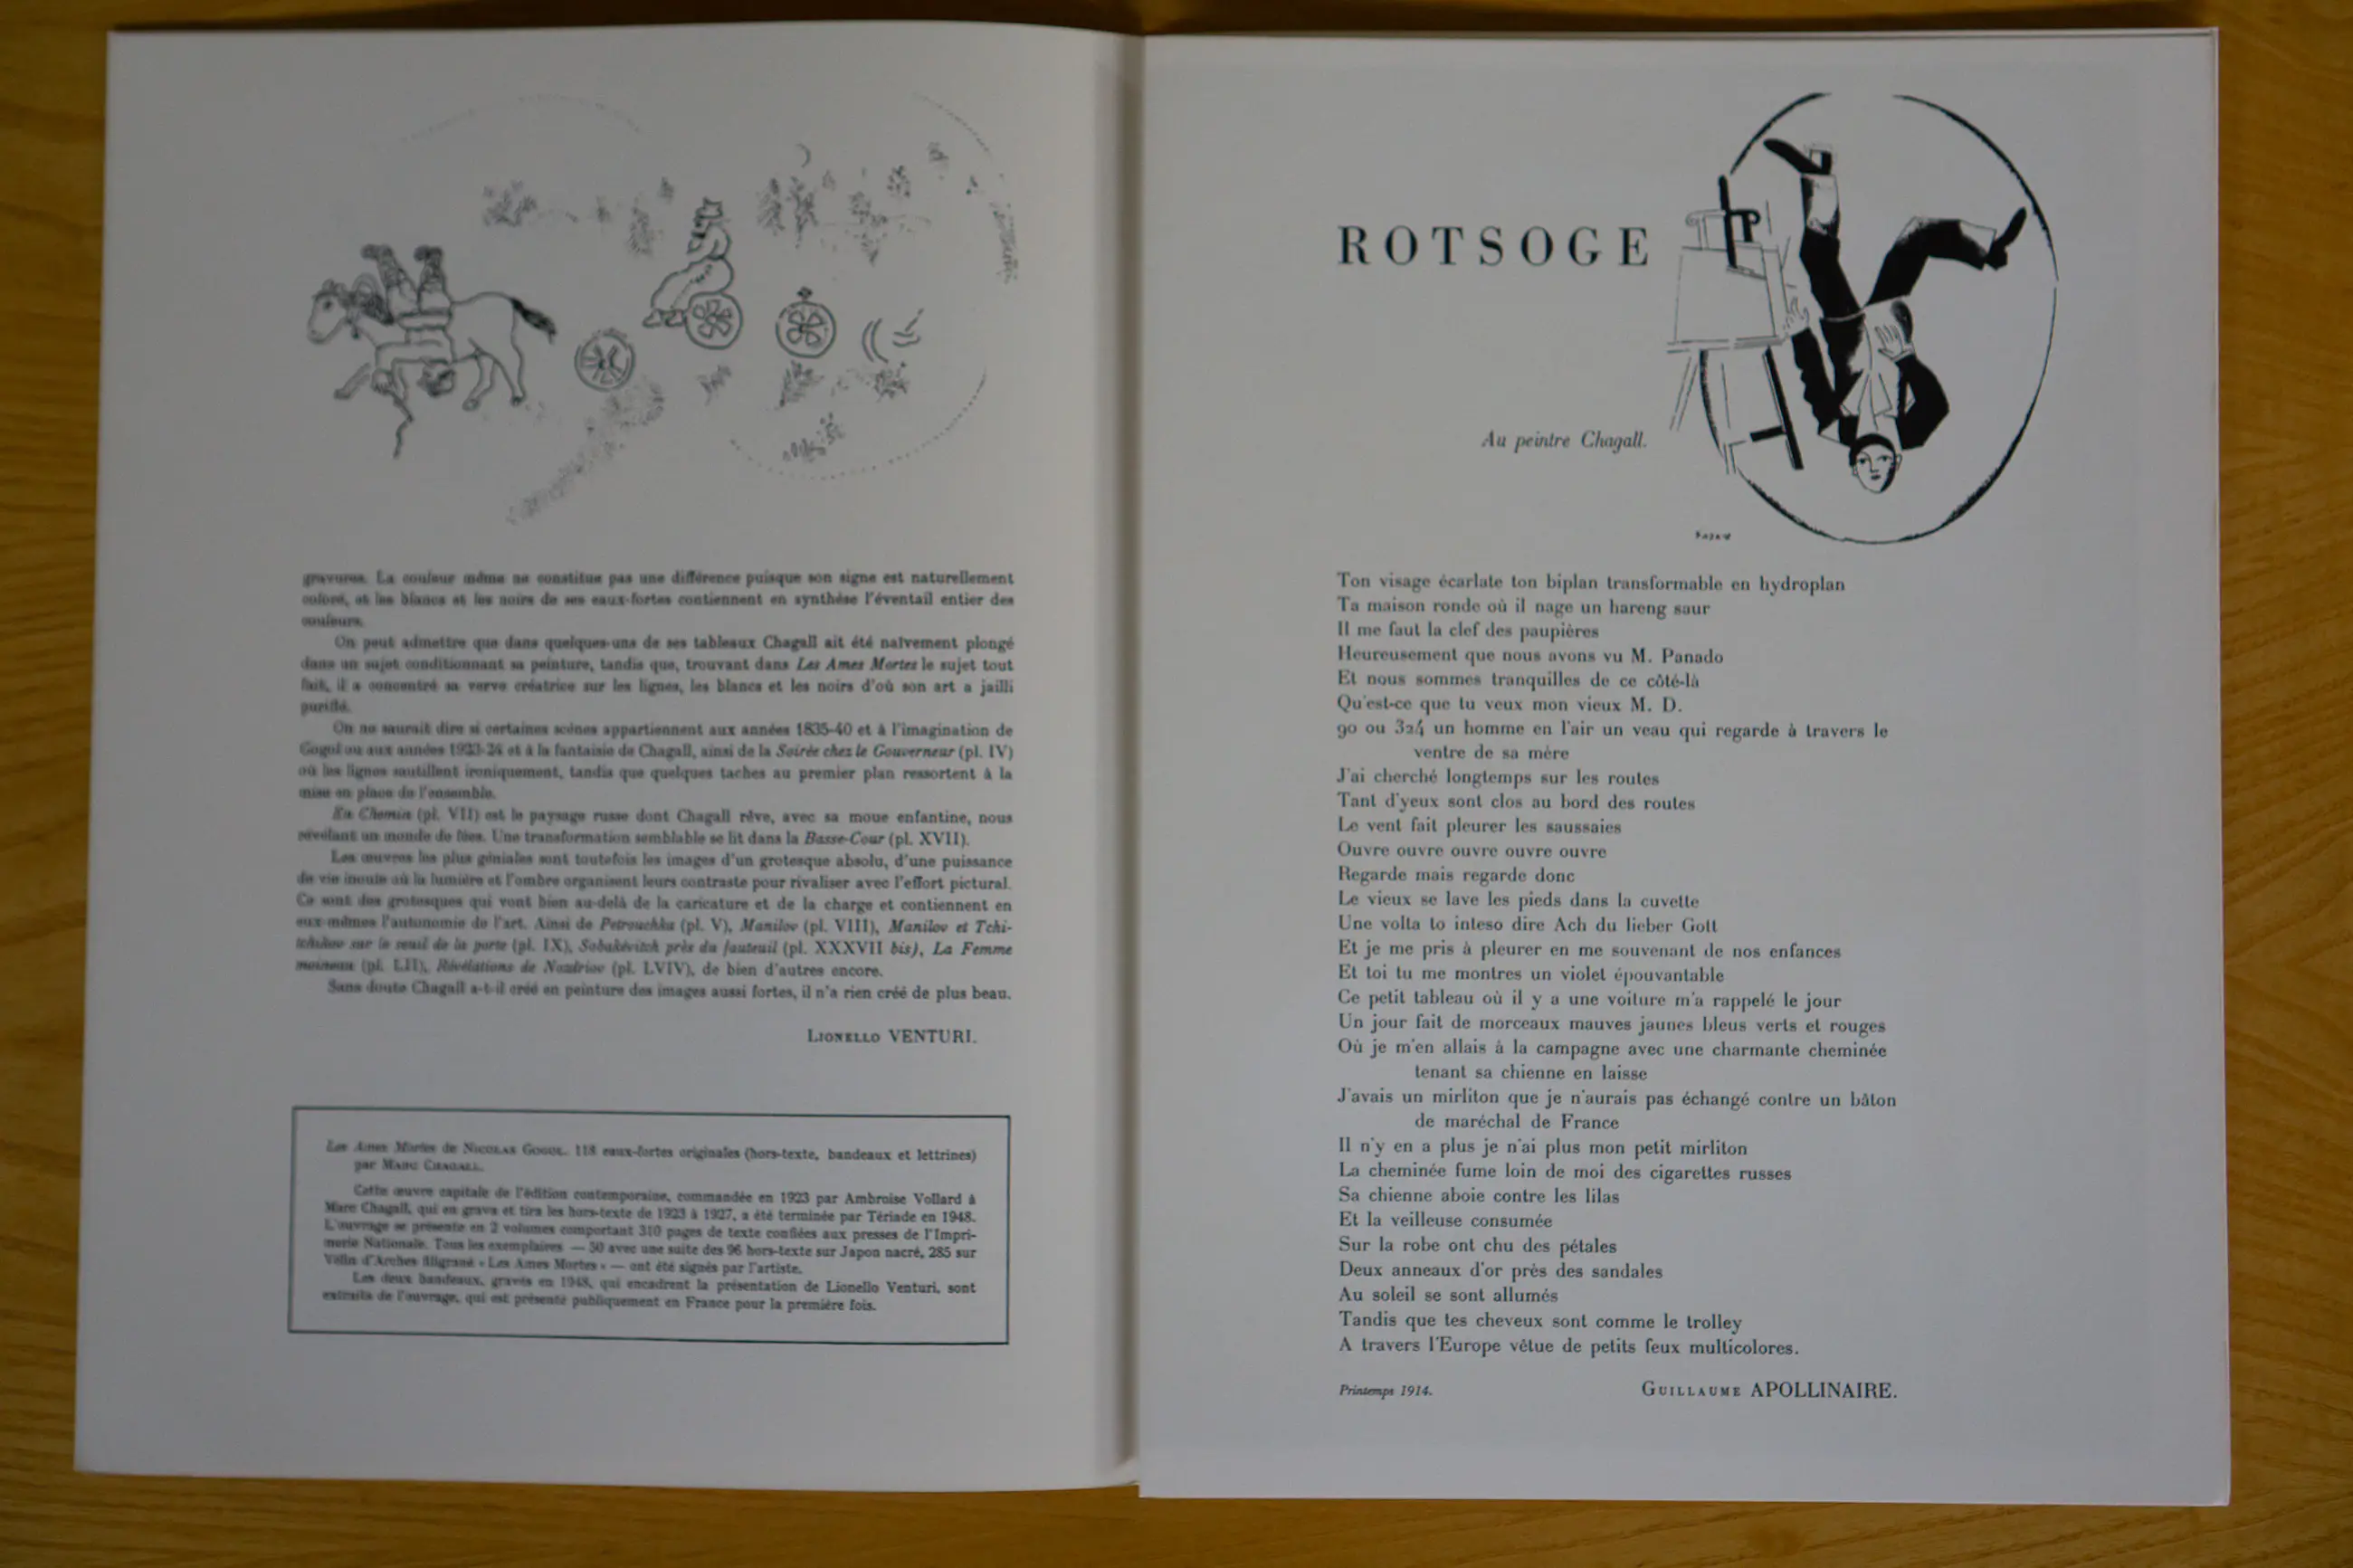 gravures. La couleur même ne constitue pas une différence puisque son signe est naturellement
coloré, et les blancs et les noirs de ses eaux-fortes contiennent en synthèse l'éventail entier des
couleurs.
On peut admettre que dans quelques-uns de ses tableaux Chagall ait été naïvement plongé
dans un sujet conditionnant sa peinture, tandis que, trouvant dans Les Ames Mortes le sujet tout
fait, il a concentré sa verve créatrice sur les lignes, les blancs et les noirs d'où son art a jailli
purifié.
On ne saurait dire si certaines scènes appartiennent aux années 1835-40 et à l'imagination de
Gogol ou aux années 1923-24 et à la fantaisie de Chagall, ainsi de la Soirée chez le Gouverneur (pl. IV)
où les lignes sautillent ironiquement, tandis que quelques taches au premier plan ressortent à la
mise en place de l'ensemble.
En Chemin (pl. VII) est le paysage russe dont Chagall rêve, avec sa moue enfantine, nous
révélant un monde de fées. Une transformation semblable se lit dans la Basse-Cour (pl. XVII).
Les œuvres les plus géniales sont toutefois les images d'un grotesque absolu, d'une puissance
de vie inouïe où la lumière et l'ombre organisent leurs contraste pour rivaliser avec l'effort pictural.
Ce sont des grotesques qui vont bien au-delà de la caricature et de la charge et contiennent en
eux-mêmes l'autonomie de l'art. Ainsi de Petrouchka (pl. V), Manilov (pl. VIII), Manilov et Tchi-
tchikov sur le seuil de la porte (pl. IX), Sobakévitch près du fauteuil (pl. XXXVII bis), La Femme
moineau (pl. LII), Révélations de Nozdriov (pl. LVIV), de bien d'autres encore.
Sans doute Chagall a-t-il créé en peinture des images aussi fortes, il n'a rien créé de plus beau.
LIONELLO VENTURI.
Les Ames Mortes de NICOLAS GOGOL. 118 eaux-fortes originales (hors-texte, bandeaux et lettrines)
par MARC CHAGALL.
Cette œuvre capitale de l'édition contemporaine, commandée en 1923 par Ambroise Vollard à
Marc Chagall, qui en grava et tira les hors-texte de 1923 à 1927, a été terminée par Tériade en 1948.
L'ouvrage se présente en 2 volumes comportant 310 pages de texte confiées aux presses de l'Impri-
merie Nationale. Tous les exemplaires — 50 avec une suite des 96 hors-texte sur Japon nacré, 285 sur
Vélin d'Arches filigrané « Les Ames Mortes » — ont été signés par l'artiste.
Les deux bandeaux, gravés en 1948, qui encadrent la présentation de Lionello Venturi, sont
extraits de l'ouvrage, qui est présenté publiquement en France pour la première fois.
ROTSOGE
Au peintre Chagall.
Ton visage écarlate ton biplan transformable en hydroplan
Ta maison ronde où il nage un hareng saur
Il me faut la clef des paupières
Heureusement que nous avons vu M. Panado
Et nous sommes tranquilles de ce côté-là
Qu'est-ce que tu veux mon vieux M. D.
90 ou 324 un homme en l'air un veau qui regarde à travers le
ventre de sa mère
J'ai cherché longtemps sur les routes
Tant d'yeux sont clos au bord des routes
Le vent fait pleurer les saussaies
Ouvre ouvre ouvre ouvre ouvre
Regarde mais regarde donc
Le vieux se lave les pieds dans la cuvette
Une volta to inteso dire Ach du lieber Gott
Et je me pris à pleurer en me souvenant de nos enfances
Et toi tu me montres un violet épouvantable
Ce petit tableau où il y a une voiture m'a rappelé le jour
Un jour fait de morceaux mauves jaunes bleus verts et rouges
Où je m'en allais à la campagne avec une charmante cheminée
tenant sa chienne en laisse
J'avais un mirliton que je n'aurais pas échangé contre un bâton
de maréchal de France
Il n'y en a plus je n'ai plus mon petit mirliton
La cheminée fume loin de moi des cigarettes russes
Sa chienne aboie contre les lilas
Et la veilleuse consumée
Sur la robe ont chu des pétales
Deux anneaux d'or près des sandales
Au soleil se sont allumés
Tandis que tes cheveux sont comme le trolley
A travers l'Europe vêtue de petits feux multicolores.
Printemps 1914.
GUILLAUME APOLLINAIRE.